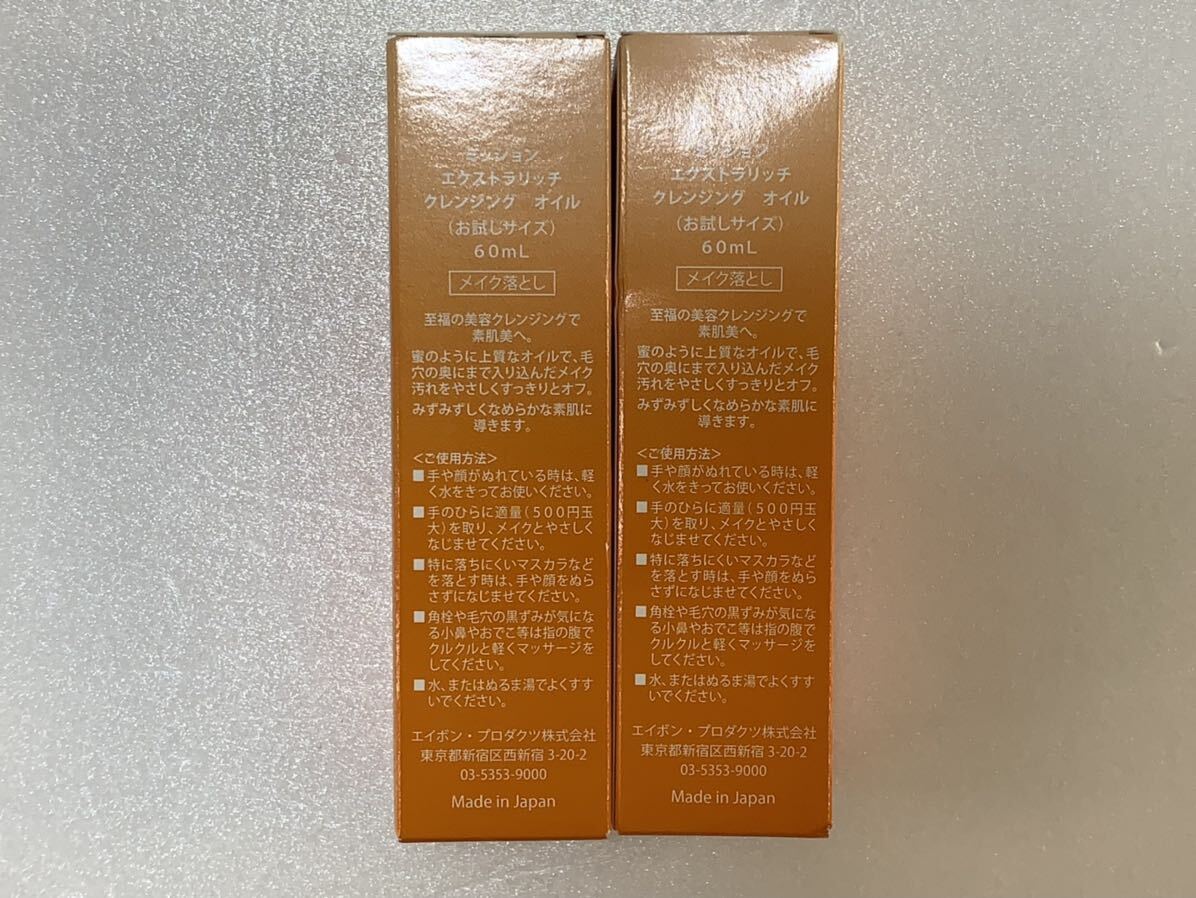 ミッション
エクストラリッチ
クレンジング オイル
(お試しサイズ)
60mL
メイク落とし
至福の美容クレンジングで
素肌美へ。
蜜のように上質なオイルで、毛
穴の奥にまで入り込んだメイク
汚れをやさしくすっきりとオフ。
みずみずしくなめらかな素肌に
導きます。
<ご使用方法>
■手や顔がぬれている時は、軽
く水をきってお使いください。
■手のひらに適量(500円玉
大)を取り、メイクとやさしく
なじませてください。
■特に落ちにくいマスカラなど
を落とす時は、手や顔をぬら
さずになじませてください。
■角栓や毛穴の黒ずみが気にな
る小鼻やおでこ等は指の腹で
クルクルと軽くマッサージを
してください。
■水、またはぬるま湯でよくすす
いでください。
エイボン・プロダクツ株式会社
東京都新宿区西新宿 3-20-2
03-5353-9000
Made in Japan
ミッション
エクストラリッチ
クレンジング オイル
(お試しサイズ)
60mL
メイク落とし
至福の美容クレンジングで
素肌美へ。
蜜のように上質なオイルで、毛
穴の奥にまで入り込んだメイク
汚れをやさしくすっきりとオフ。
みずみずしくなめらかな素肌に
導きます。
<ご使用方法>
■手や顔がぬれている時は、軽
く水をきってお使いください。
■手のひらに適量(500円玉
大)を取り、メイクとやさしく
なじませてください。
■特に落ちにくいマスカラなど
を落とす時は、手や顔をぬら
さずになじませてください。
■角栓や毛穴の黒ずみが気にな
る小鼻やおでこ等は指の腹で
クルクルと軽くマッサージを
してください。
■水、またはぬるま湯でよくすす
いでください。
エイボン・プロダクツ株式会社
東京都新宿区西新宿 3-20-2
03-5353-9000
Made in Japan